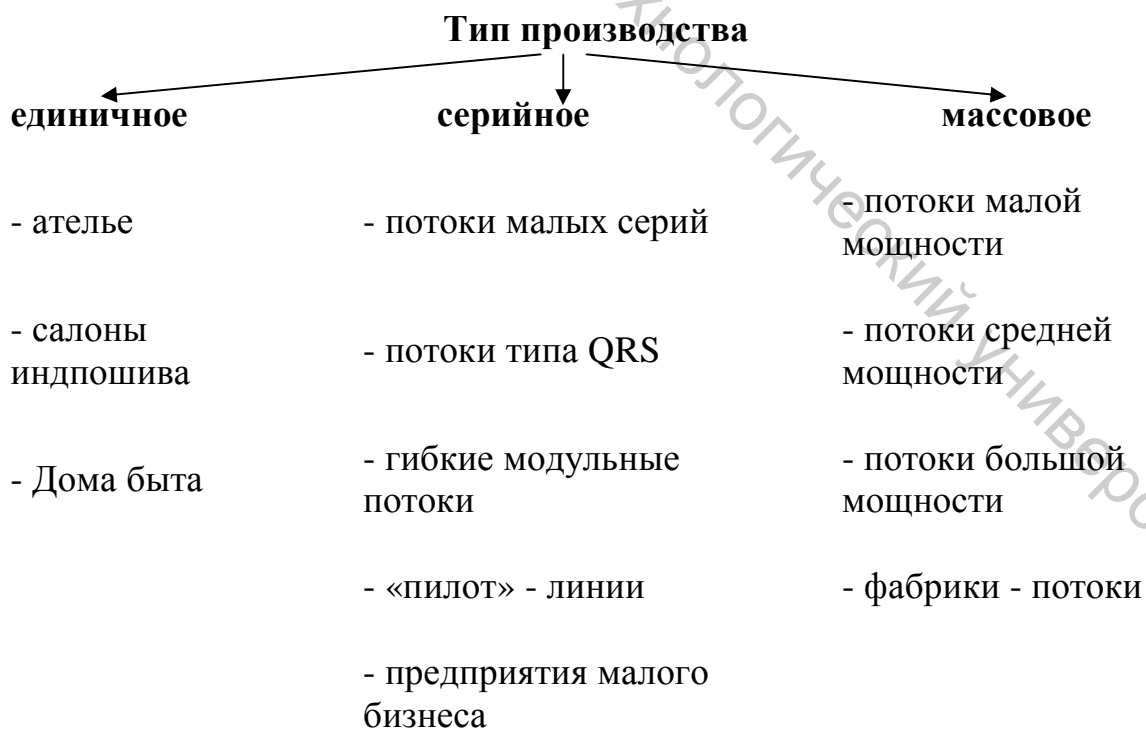 Тип производства
единичное серийное массовое
- ателье - потоки малых серий - потоки малой
мощности
- салоны
индпошива - потоки типа QRS - потоки средней
мощности
- Дома быта - гибкие модульные
потоки - потоки большой
мощности
- «пилот» - линии - фабрики - потоки
- предприятия малого
бизнеса